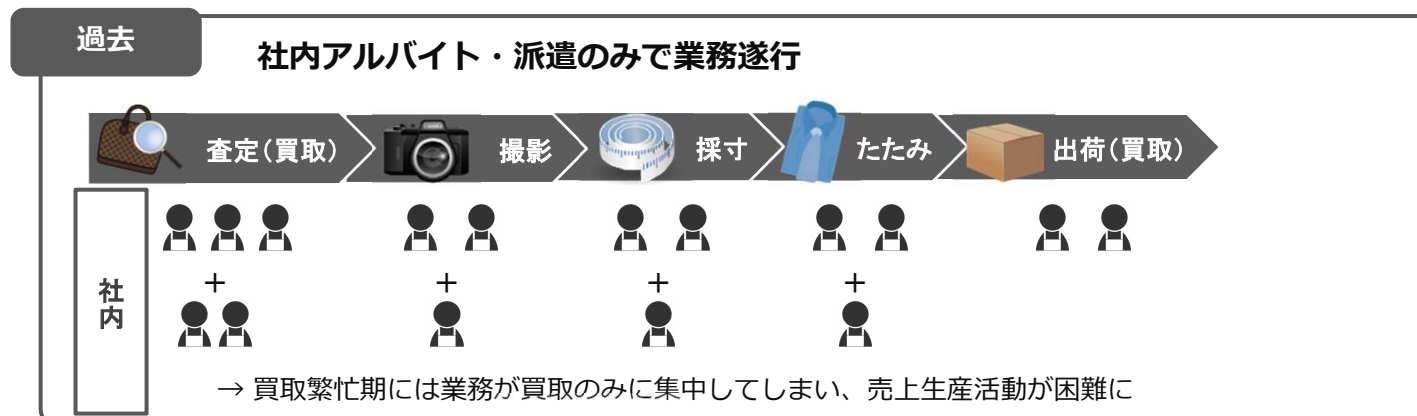 過去
社内アルバイト・派遣のみで業務遂行
査定(買取)
撮影
採寸
たたみ
出荷(買取)
社内
+
+
+
+
→ 買取繁忙期には業務が買取のみに集中してしまい、売上生産活動が困難に